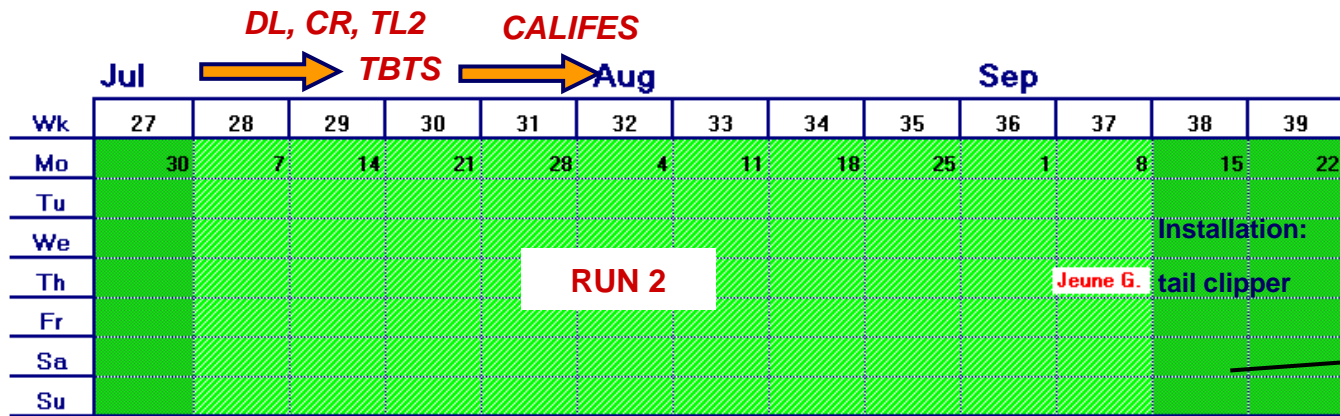 DL, CR, TL2 CALIFES
Jul TBTS Aug Sep
Wk 27 28 29 30 31 32 33 34 35 36 37 38 39
Mo 30 7 14 21 28 4 11 18 25 1 8 15 22
Tu
We Installation:
Th RUN 2 Jeune G. tail clipper
Fr
Sa
Su